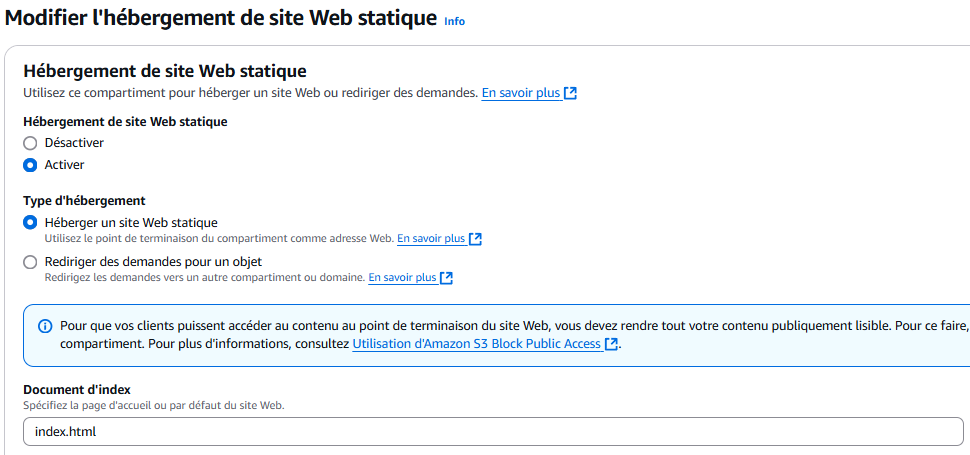 Modifier l'hébergement de site Web statique Info
Hébergement de site Web statique
Utilisez ce compartiment pour héberger un site Web ou rediriger des demandes. En savoir plus
Hébergement de site Web statique
Désactiver
Activer
Type d'hébergement
Héberger un site Web statique
Utilisez le point de terminaison du compartiment comme adresse Web. En savoir plus
Rediriger des demandes pour un objet
Redirigez les demandes vers un autre compartiment ou domaine. En savoir plus
Pour que vos clients puissent accéder au contenu au point de terminaison du site Web, vous devez rendre tout votre contenu publiquement lisible. Pour ce faire,
compartiment. Pour plus d'informations, consultez Utilisation d'Amazon S3 Block Public Access.
Document d'index
Spécifiez la page d'accueil ou par défaut du site Web.
index.html